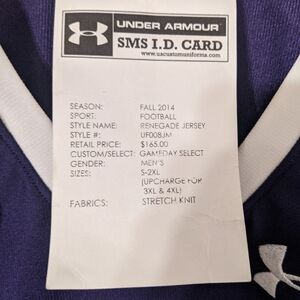 UNDER ARMOUR
SMS I.D. CARD
www.uacustomuniforms.com
SEASON: FALL 2014
SPORT: FOOTBALL
STYLE NAME: RENEGADE JERSEY
STYLE #: UF008JM
RETAIL PRICE: $165.00
CUSTOM/SELECT: GAMEDAY SELECT
GENDER: MEN'S
SIZES: S-2XL
(UPCHARGE FOR
3XL & 4XL)
FABRICS: STRETCH KNIT